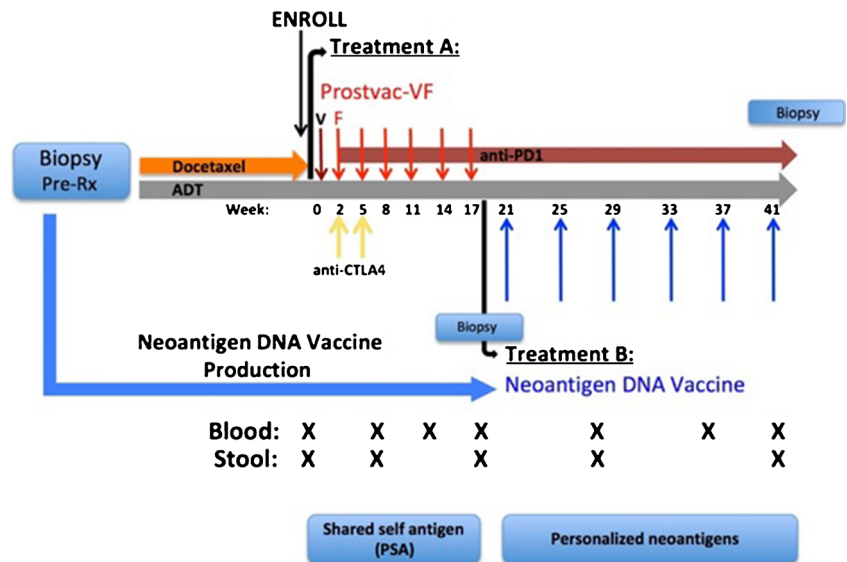 ENROLL
Treatment A:
Prostvac-VF
V F
Biopsy
anti-PD1
Biopsy
Pre-Rx
Docetaxel
ADT
Week: 0 2 5 8 11 14 17 21 25 29 33 37 41
anti-CTLA4
Biopsy
Neoantigen DNA Vaccine
Production
Treatment B:
Neoantigen DNA Vaccine
Blood: X X X X X X X
Stool: X X X X X
Shared self antigen
(PSA)
Personalized neoantigens